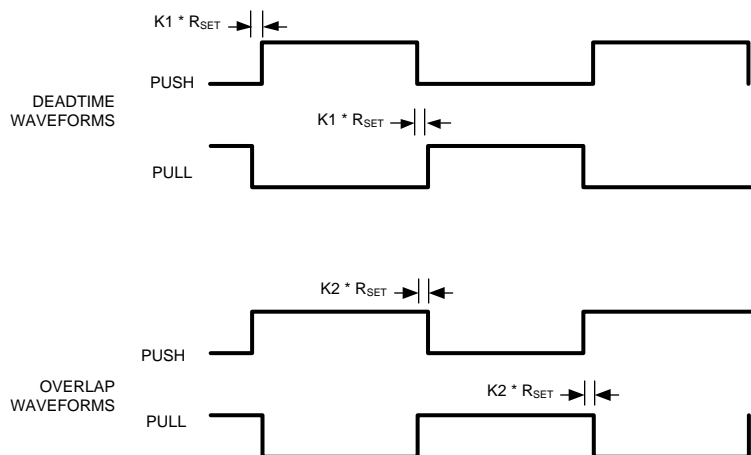 K1 * RSET
PUSH
DEADTIME
WAVEFORMS
K1 * RSET
PULL
K2 * RSET
PUSH
OVERLAP
WAVEFORMS
K2 * RSET
PULL